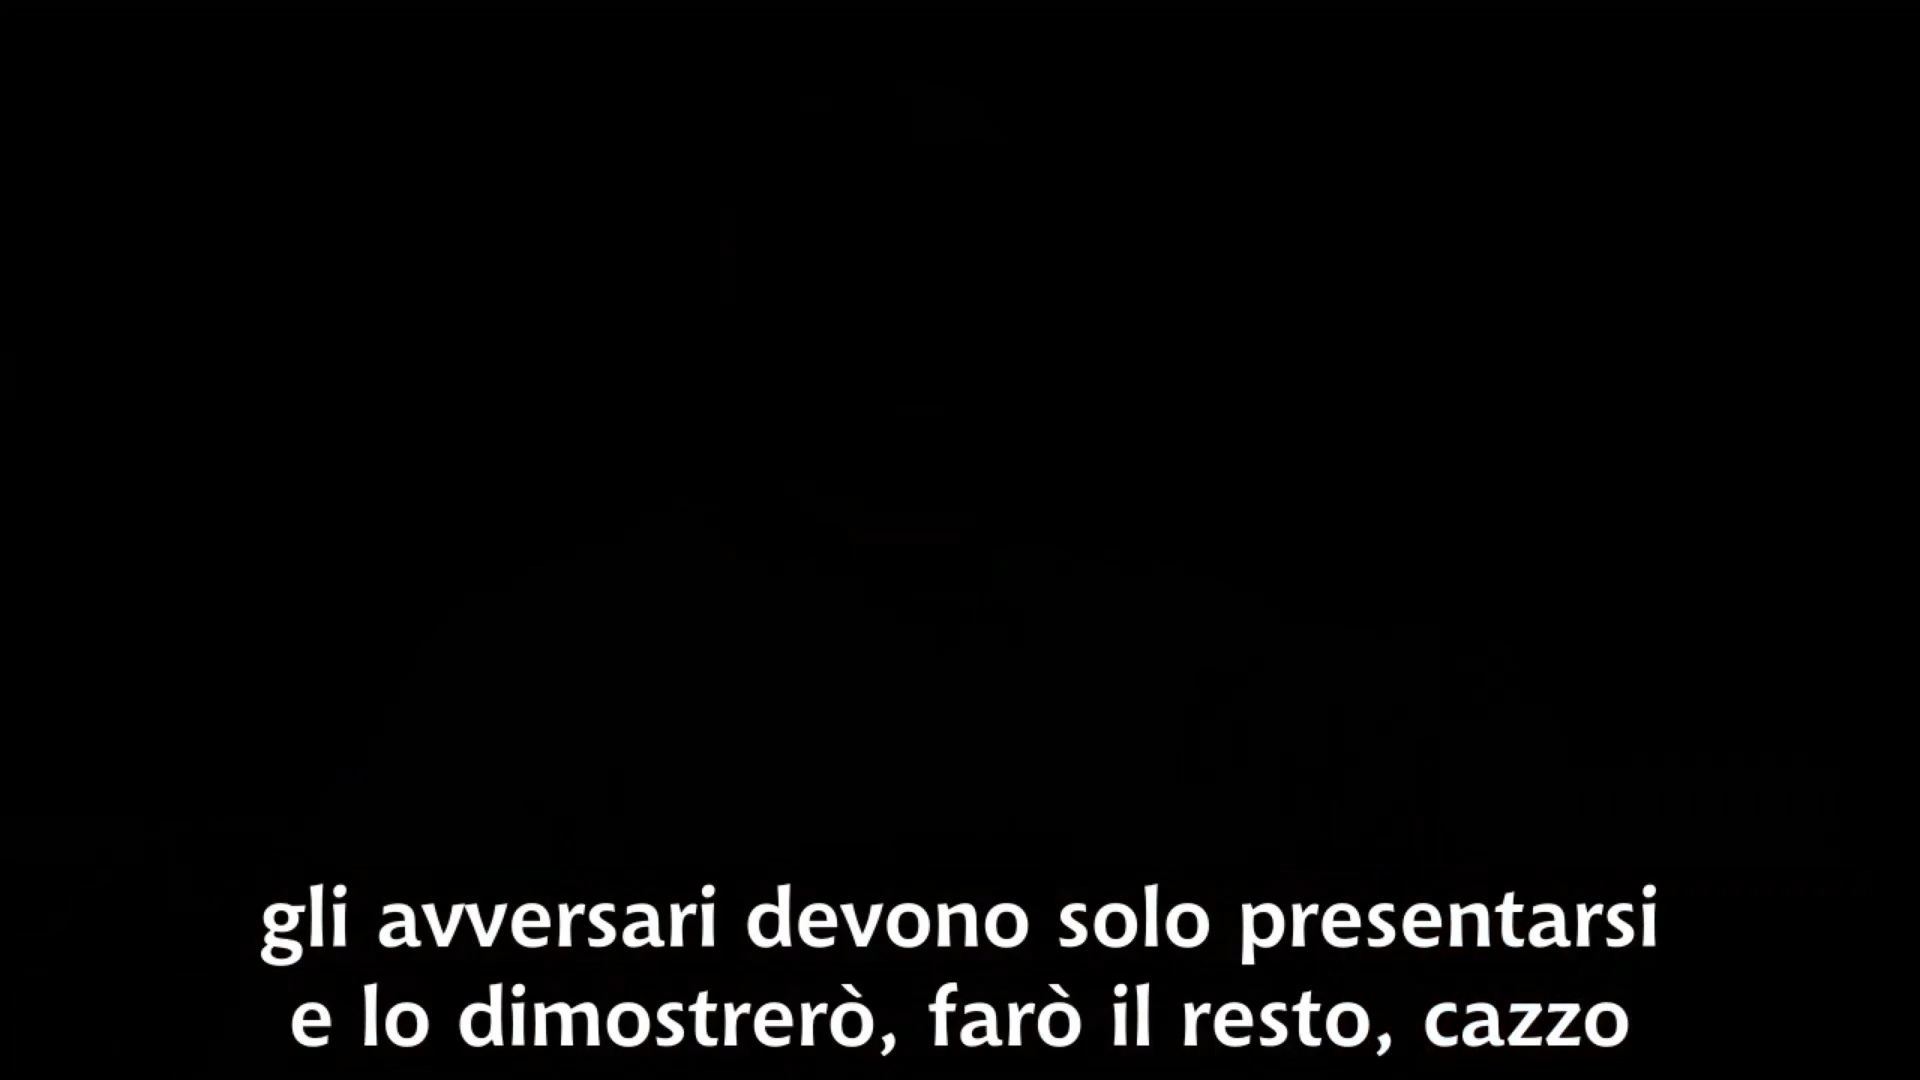 gli avversari devono solo presentarsi
e lo dimostrerò, farò il resto, cazzo